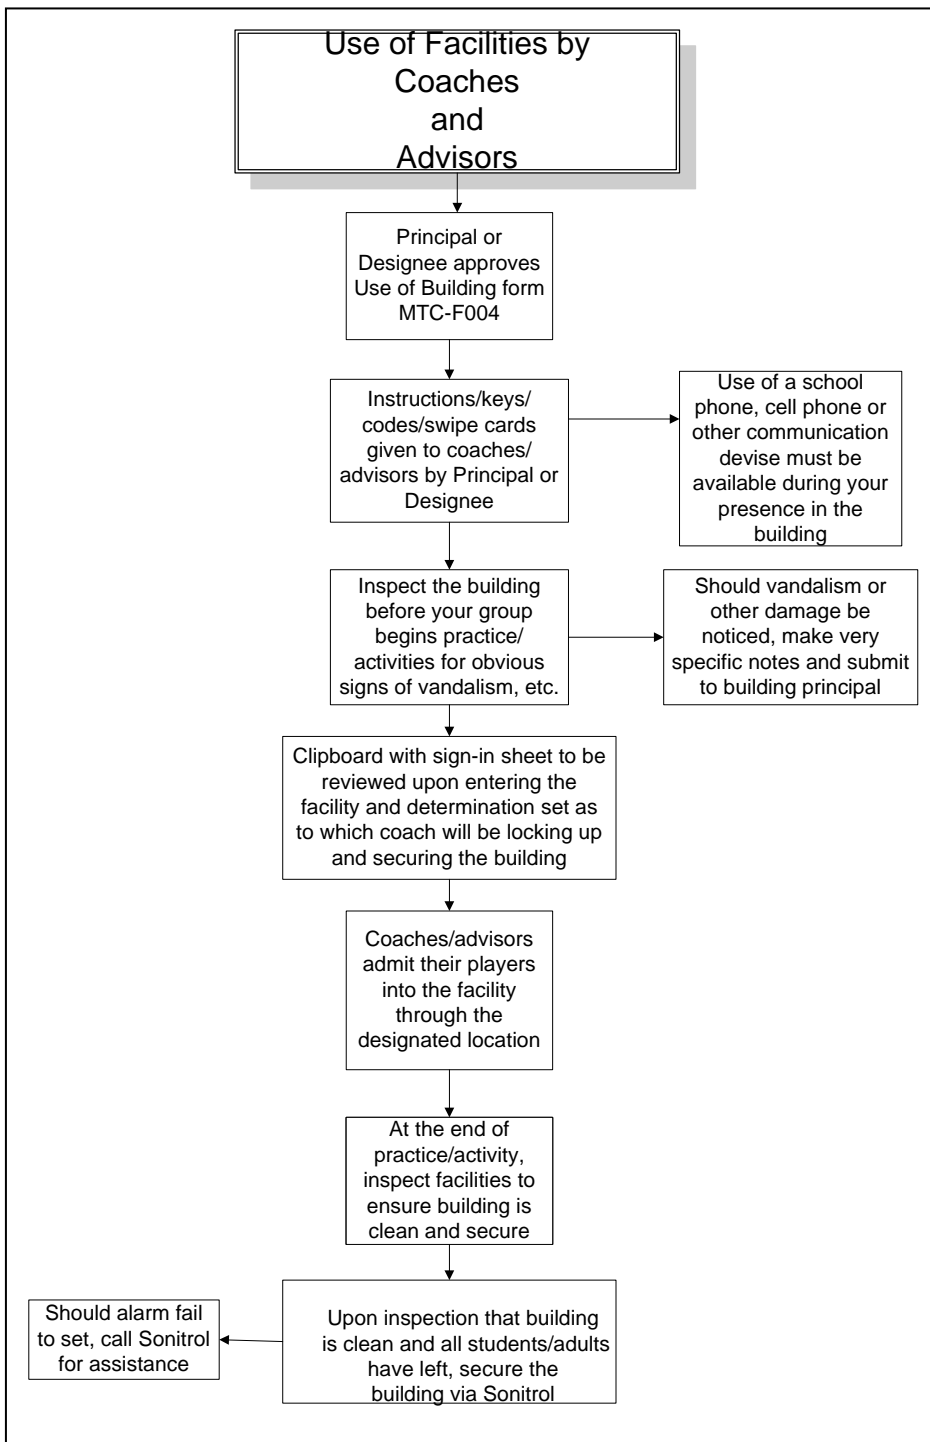 Use of Facilities by
Coaches
and
Advisors
Principal or
Designee approves
Use of Building form
MTC-F004
Instructions/keys/
codes/swipe cards
given to coaches/
advisors by Principal or
Designee
Use of a school
phone, cell phone or
other communication
devise must be
available during your
presence in the
building
Inspect the building
before your group
begins practice/
activities for obvious
signs of vandalism, etc.
Should vandalism or
other damage be
noticed, make very
specific notes and submit
to building principal
Clipboard with sign-in sheet to be
reviewed upon entering the
facility and determination set as
to which coach will be locking up
and securing the building
Coaches/advisors
admit their players
into the facility
through the
designated location
At the end of
practice/activity,
inspect facilities to
ensure building is
clean and secure
Upon inspection that building
is clean and all students/adults
have left, secure the
building via Sonitrol
Should alarm fail
to set, call Sonitrol
for assistance